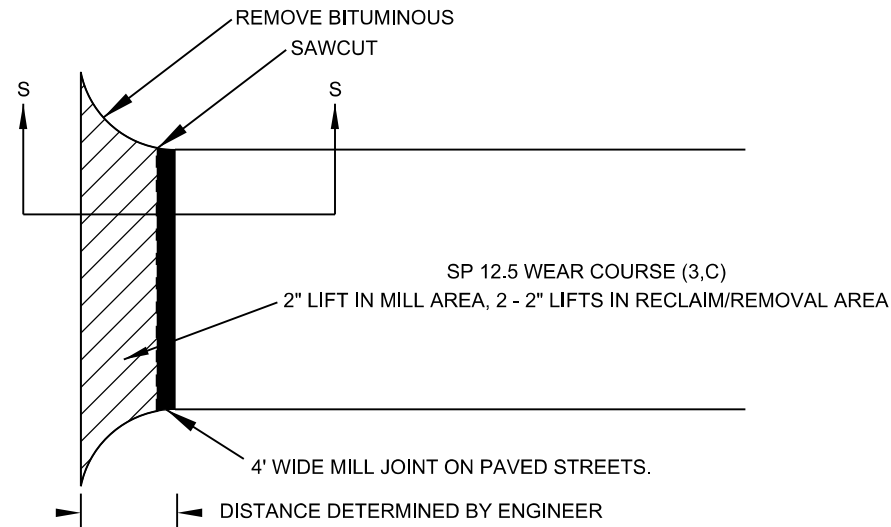 REMOVE BITUMINOUS
SAWCUT
S
S
SP 12.5 WEAR COURSE (3,C)
2" LIFT IN MILL AREA, 2 - 2" LIFTS IN RECLAIM/REMOVAL AREA
4' WIDE MILL JOINT ON PAVED STREETS.
DISTANCE DETERMINED BY ENGINEER